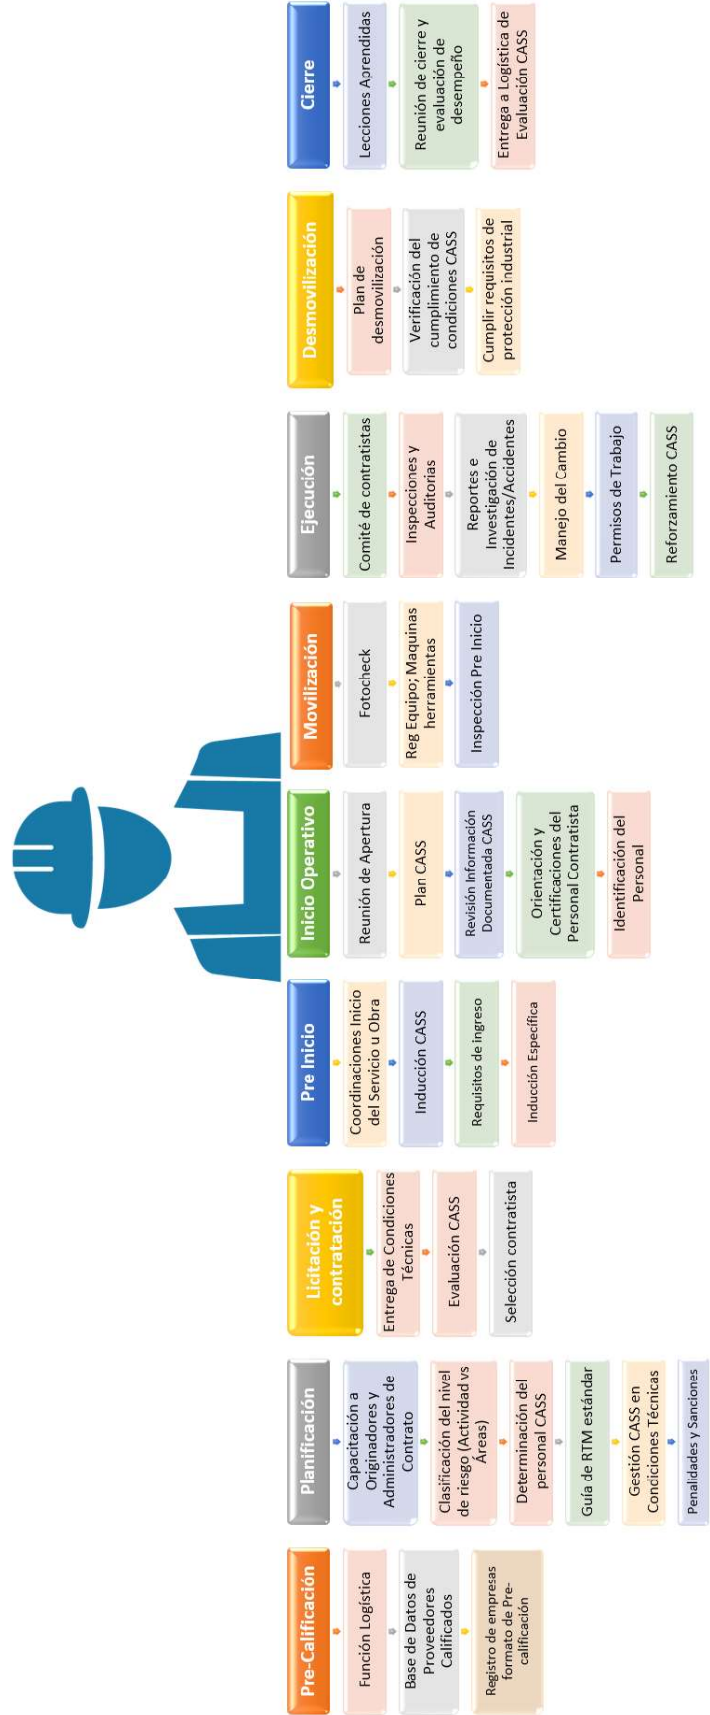 Pre-Calificación
Función Logística
Base de Datos de
Proveedores
Calificados
Registro de empresas
formato de Pre-
calificación
Planificación
Capacitación a
Originadores y
Administradores de
Contrato
Clasificación del nivel
de riesgo (Actividad vs
Áreas)
Determinación del
personal CASS
Guía de RTM estándar
Gestión CASS en
Condiciones Técnicas
Penalidades y Sanciones
Licitación y
contratación
Entrega de Condiciones
Técnicas
Evaluación CASS
Selección contratista
Pre Inicio
Coordinaciones Inicio
del Servicio u Obra
Inducción CASS
Requisitos de ingreso
Inducción Específica
Inicio Operativo
Reunión de Apertura
Plan CASS
Revisión Información
Documentada CASS
Orientación y
Certificaciones del
Personal Contratista
Identificación del
Personal
Movilización
Fotocheck
Reg Equipo; Maquinas
herramientas
Inspección Pre Inicio
Ejecución
Comité de contratistas
Inspecciones y
Auditorias
Reportes e
Investigación de
Incidentes/Accidentes
Manejo del Cambio
Permisos de Trabajo
Reforzamiento CASS
Desmovilización
Plan de
desmovilización
Verificación del
cumplimiento de
condiciones CASS
Cumplir requisitos de
protección industrial
Cierre
Lecciones Aprendidas
Reunión de cierre y
evaluación de
desempeño
Entrega a Logística de
Evaluación CASS